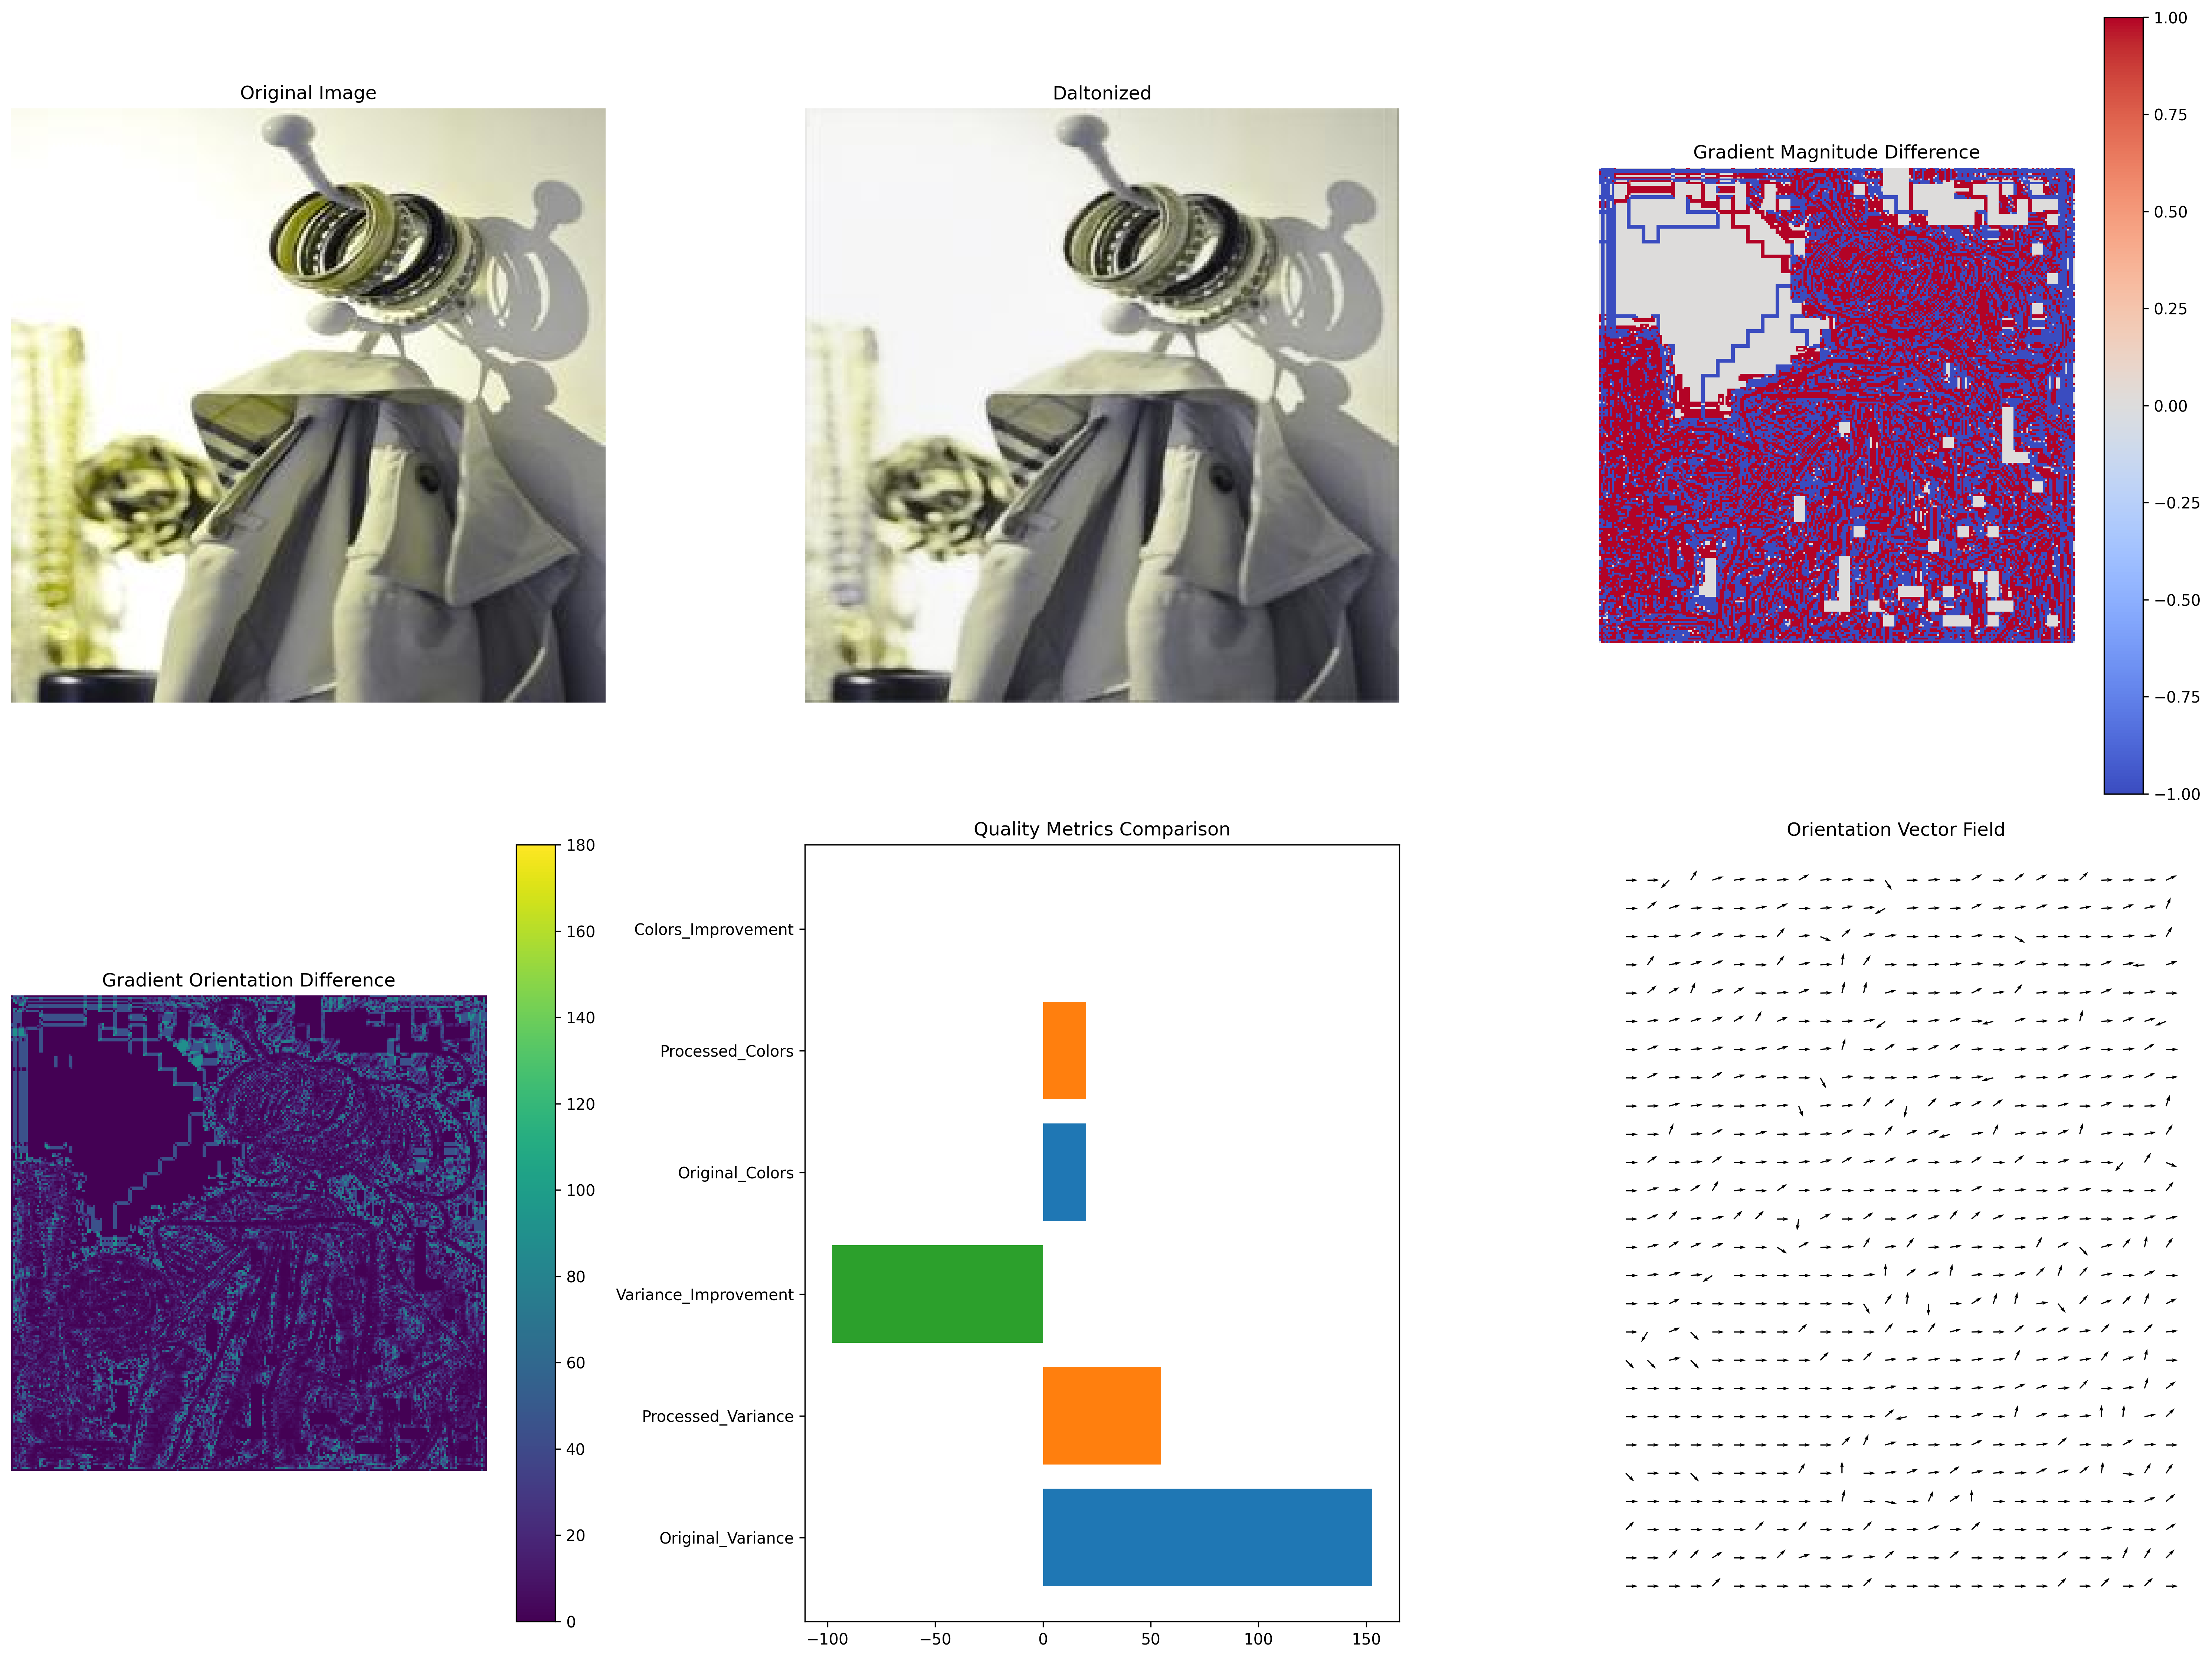 Original Image
Daltonized
Gradient Magnitude Difference
1.00
0.75
0.50
0.25
0.00
−0.25
−0.50
−0.75
−1.00
Gradient Orientation Difference
180
160
140
120
100
80
60
40
20
0
Quality Metrics Comparison
Colors_Improvement
Processed_Colors
Original_Colors
Variance_Improvement
Processed_Variance
Original_Variance
−100
−50
0
50
100
150
Orientation Vector Field